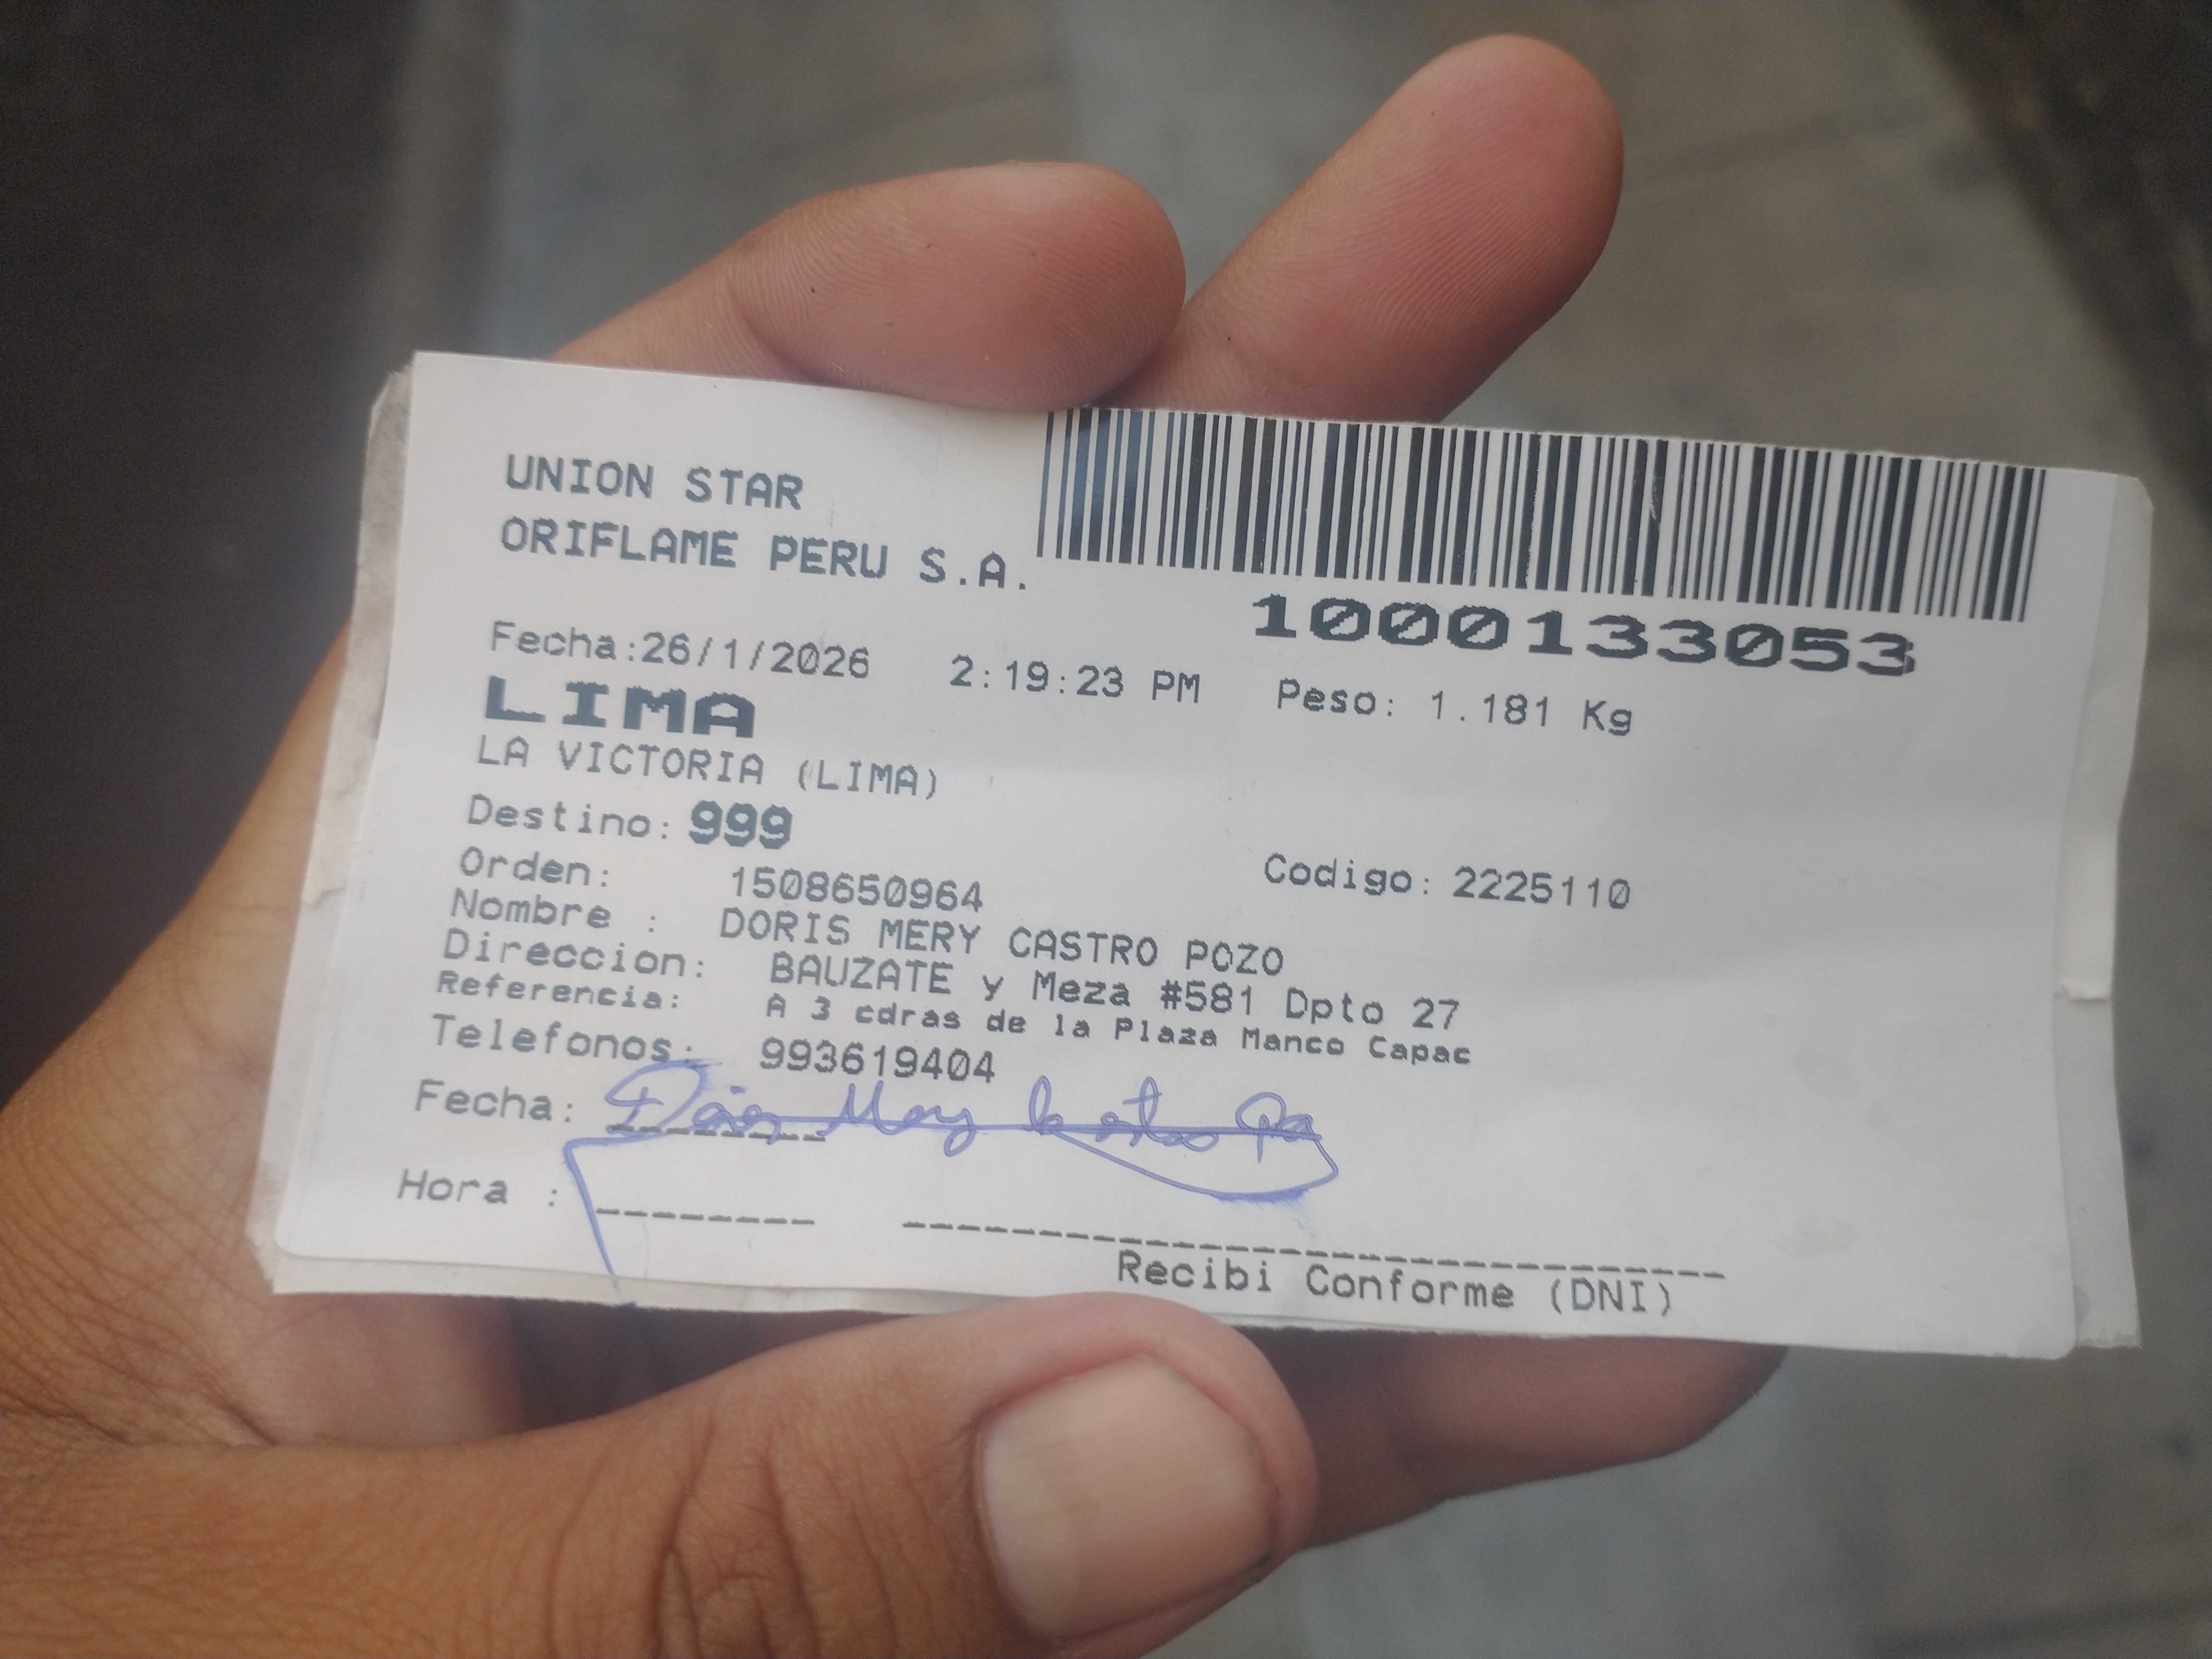 UNION STAR
ORIFLAME PERU S.A.
1000133053
Fecha:26/1/2026 2:19:23 PM Peso: 1.181 Kg
LIMA
LA VICTORIA (LIMA)
Destino: 999
Orden: 1508650964 Codigo: 2225110
Nombre : DORIS MERY CASTRO POZO
Direccion: BAUZATE y Meza #581 Dpto 27
Referencia: A 3 cdras de la Plaza Manco Capac
Telefonos: 993619404
Fecha:
Hora :
Recibi Conforme (DNI)